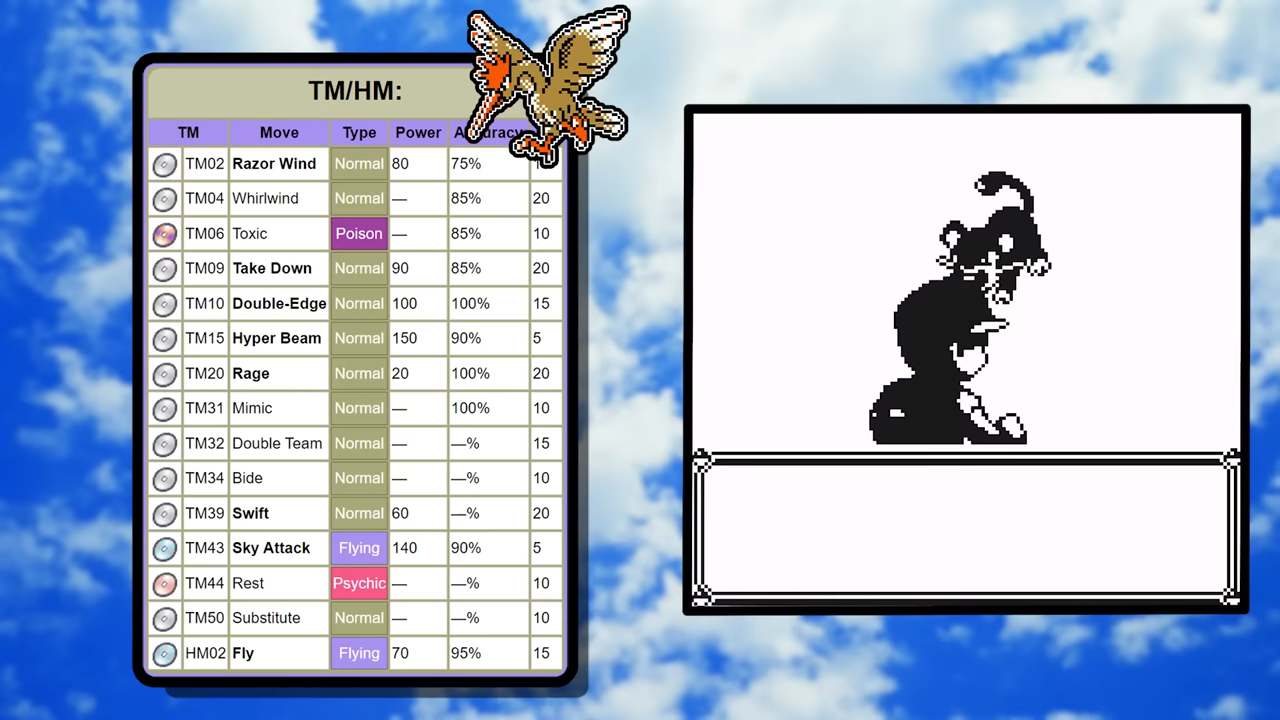 TM/HM:
TM Move Type Power Accuracy
TM02 Razor Wind Normal 80 75%
TM04 Whirlwind Normal — 85% 20
TM06 Toxic Poison — 85% 10
TM09 Take Down Normal 90 85% 20
TM10 Double-Edge Normal 100 100% 15
TM15 Hyper Beam Normal 150 90% 5
TM20 Rage Normal 20 100% 20
TM31 Mimic Normal — 100% 10
TM32 Double Team Normal — —% 15
TM34 Bide Normal — —% 10
TM39 Swift Normal 60 —% 20
TM43 Sky Attack Flying 140 90% 5
TM44 Rest Psychic — —% 10
TM50 Substitute Normal — —% 10
HM02 Fly Flying 70 95% 15